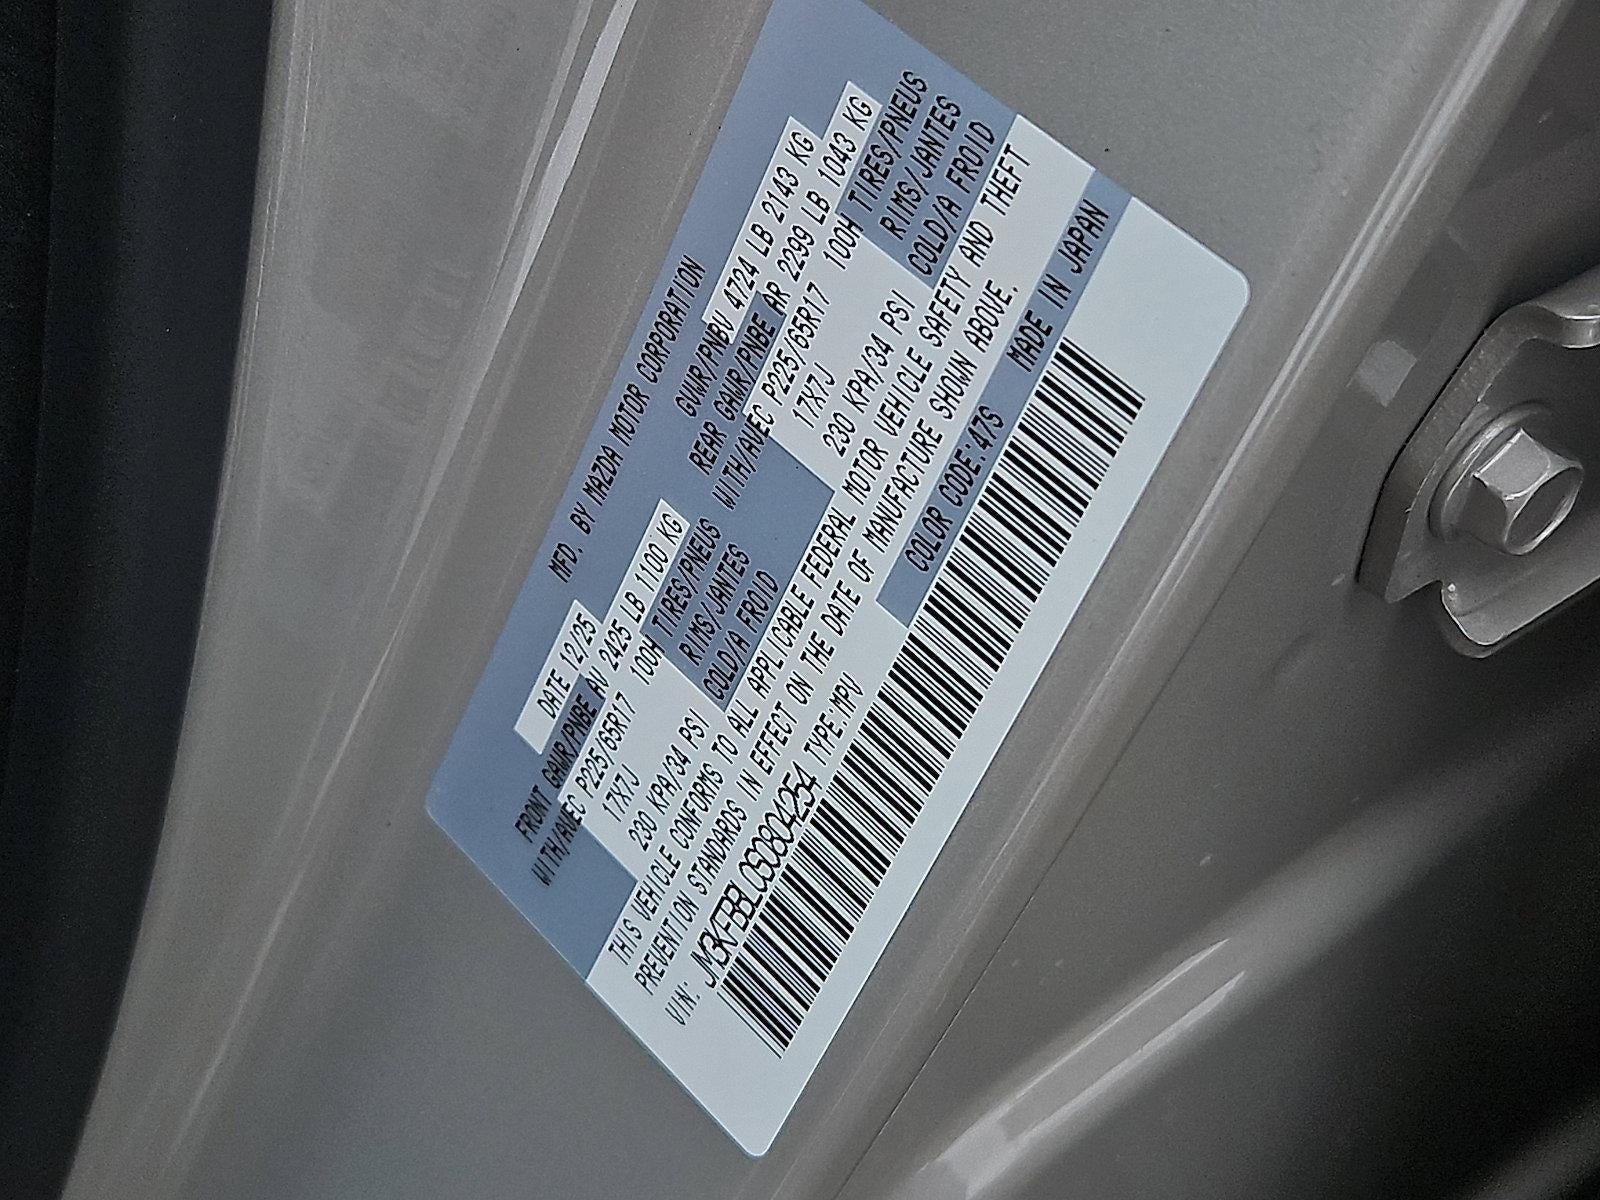 MFD. BY MAZDA MOTOR CORPORATION
DATE 12/25 GVWR/PNBV 4724 LB 2143 KG
FRONT GAWR/PNBE AV 2425 LB 1100 KG REAR GAWR/PNBE AR 2299 LB 1043 KG
WITH/AVEC P225/65R17 100H TIRES/PNEUS WITH/AVEC P225/65R17 100H TIRES/PNEUS
17X7J RIMS/JANTES 17X7J RIMS/JANTES
230 KPA/34 PSI COLD/A FROID 230 KPA/34 PSI COLD/A FROID
THIS VEHICLE CONFORMS TO ALL APPLICABLE FEDERAL MOTOR VEHICLE SAFETY AND THEFT
PREVENTION STANDARDS IN EFFECT ON THE DATE OF MANUFACTURE SHOWN ABOVE.
COLOR CODE:47S MADE IN JAPAN
VIN: JM3KFBBL0S0804254 TYPE:MPV